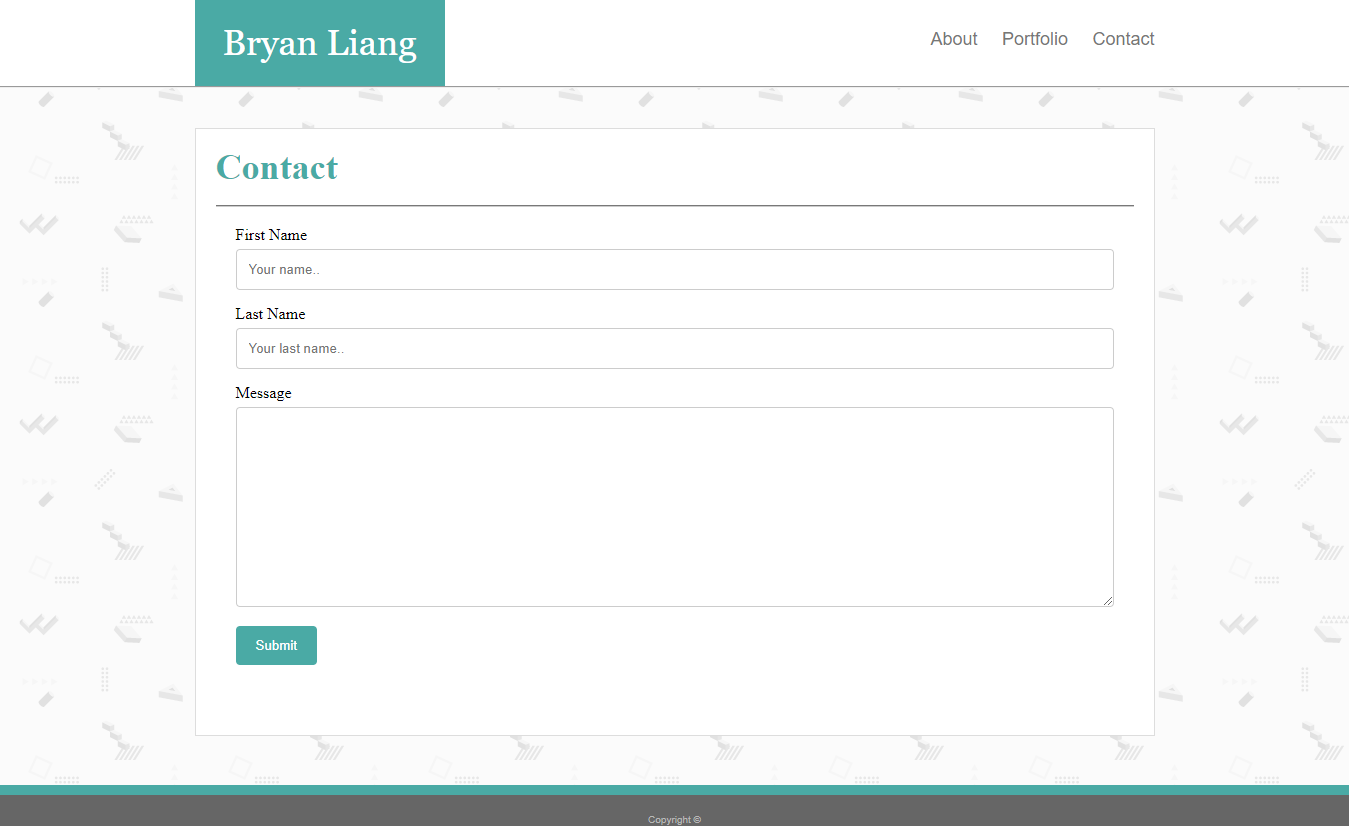 Bryan Liang
About Portfolio Contact
Contact
First Name
Your name..
Last Name
Your last name..
Message
Submit
Copyright ©